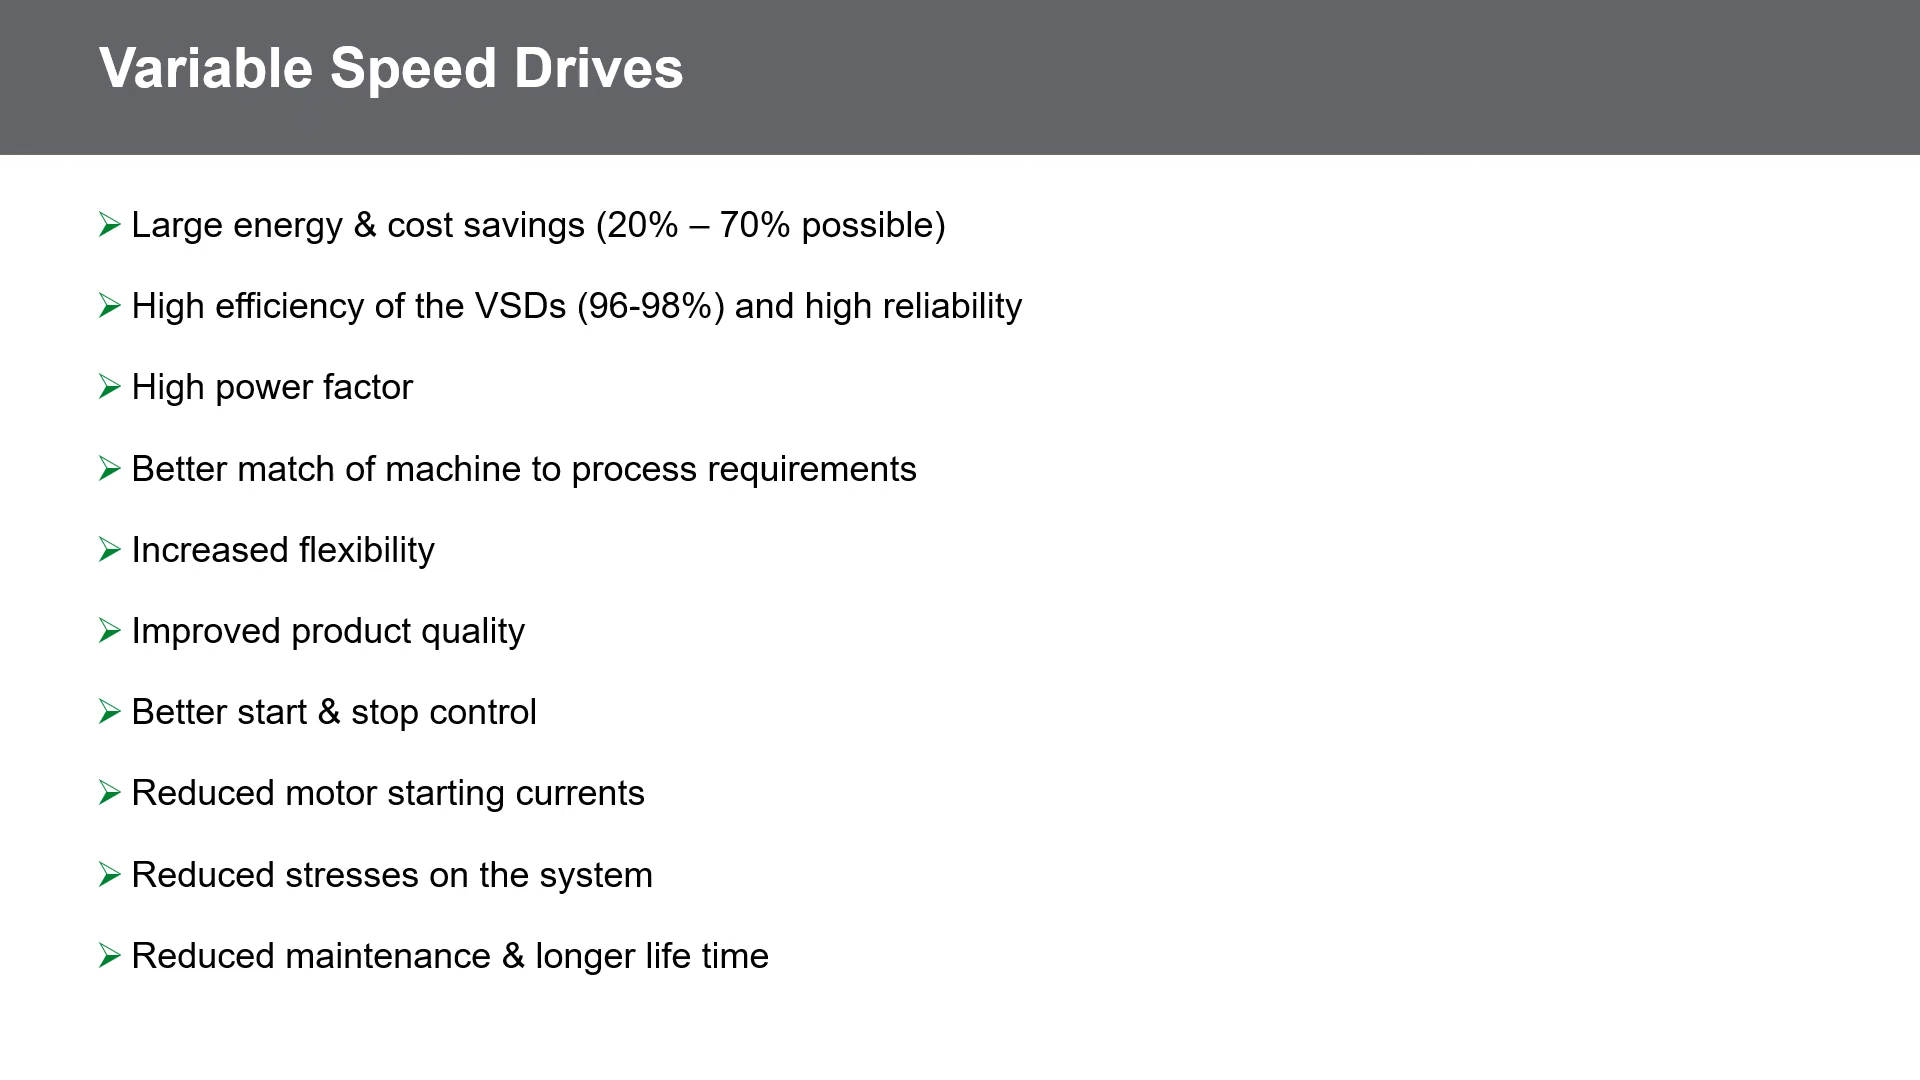 Variable Speed Drives
Large energy & cost savings (20% – 70% possible)
High efficiency of the VSDs (96-98%) and high reliability
High power factor
Better match of machine to process requirements
Increased flexibility
Improved product quality
Better start & stop control
Reduced motor starting currents
Reduced stresses on the system
Reduced maintenance & longer life time